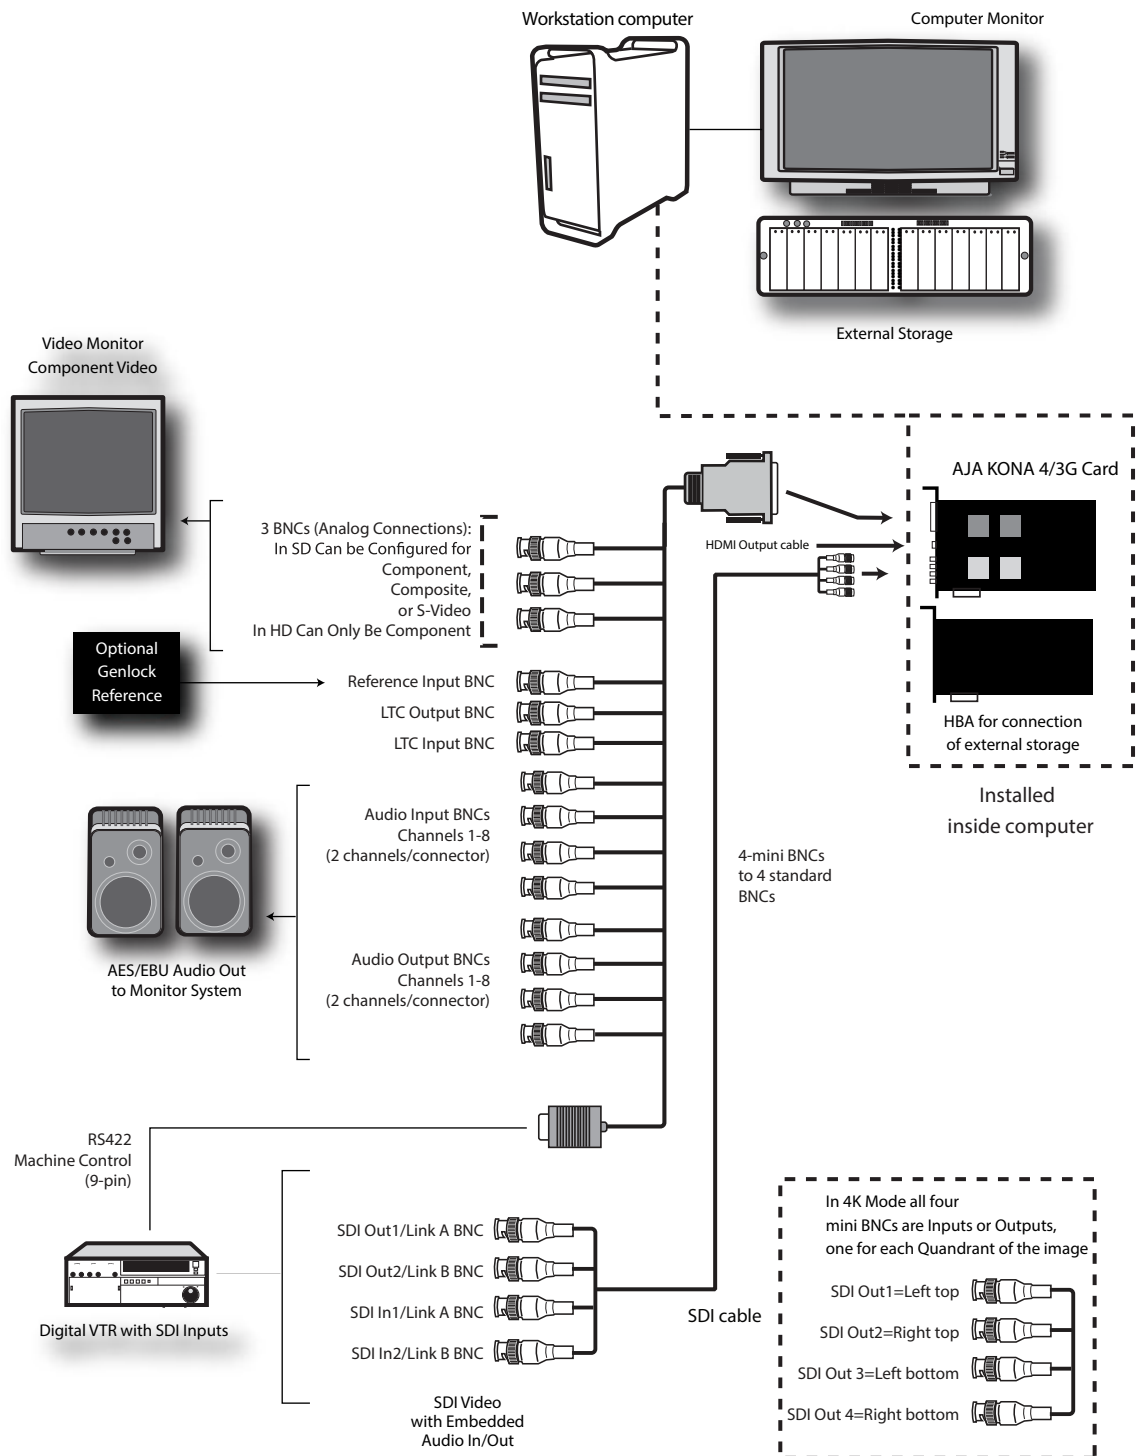 Workstation computer
Computer Monitor
External Storage
Video Monitor
Component Video
AJA KONA 4/3G Card
3 BNCs (Analog Connections):
In SD Can be Configured for
Component,
Composite,
or S-Video
In HD Can Only Be Component
HDMI Output cable
Optional
Genlock
Reference
Reference Input BNC
LTC Output BNC
LTC Input BNC
HBA for connection
of external storage
Installed
inside computer
Audio Input BNCs
Channels 1-8
(2 channels/connector)
4-mini BNCs
to 4 standard
BNCs
AES/EBU Audio Out
to Monitor System
Audio Output BNCs
Channels 1-8
(2 channels/connector)
RS422
Machine Control
(9-pin)
Digital VTR with SDI Inputs
SDI Out1/Link A BNC
SDI Out2/Link B BNC
SDI In1/Link A BNC
SDI In2/Link B BNC
SDI cable
SDI Video
with Embedded
Audio In/Out
In 4K Mode all four
mini BNCs are Inputs or Outputs,
one for each Quandrant of the image
SDI Out1=Left top
SDI Out2=Right top
SDI Out 3=Left bottom
SDI Out 4=Right bottom